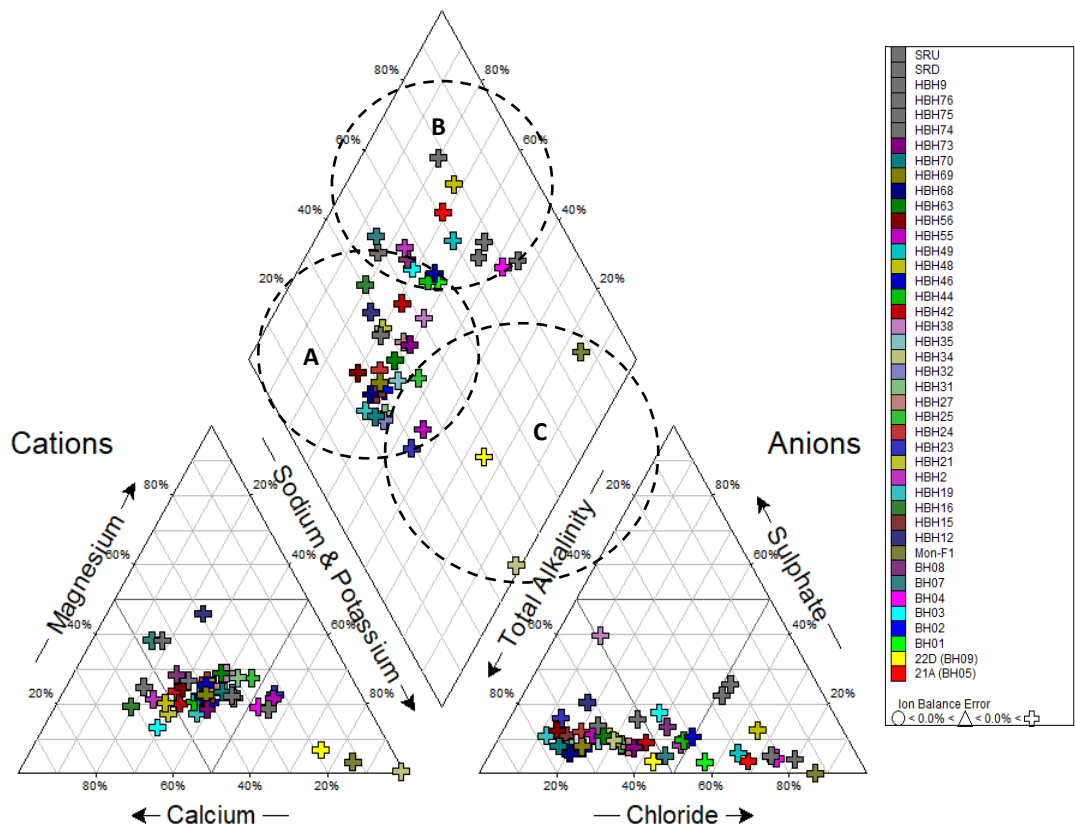 80%
80%
B
60%
60%
40%
40%
20%
20%
A
C
Cations
Anions
Magnesium
Sodium & Potassium
Total Alkalinity
Sulphate
80%
20%
60%
40%
40%
60%
20%
80%
80%
60%
40%
20%
Calcium
80%
20%
60%
40%
40%
60%
80%
20%
20%
40%
60%
80%
Chloride
SRU
SRD
HBH9
HBH76
HBH75
HBH74
HBH73
HBH70
HBH69
HBH68
HBH63
HBH56
HBH55
HBH49
HBH48
HBH46
HBH44
HBH42
HBH38
HBH35
HBH34
HBH32
HBH31
HBH27
HBH25
HBH24
HBH23
HBH21
HBH2
HBH19
HBH16
HBH15
HBH12
Mon-F1
BH08
BH07
BH04
BH03
BH02
BH01
22D (BH09)
21A (BH05)
Ion Balance Error
< 0.0% < < 0.0% <